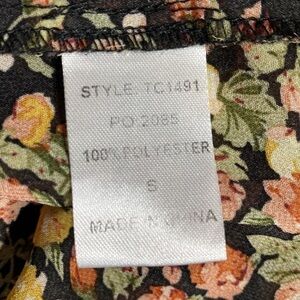 STYLE: TC1491
PO 2085
100% POLYESTER
S
MADE IN CHINA